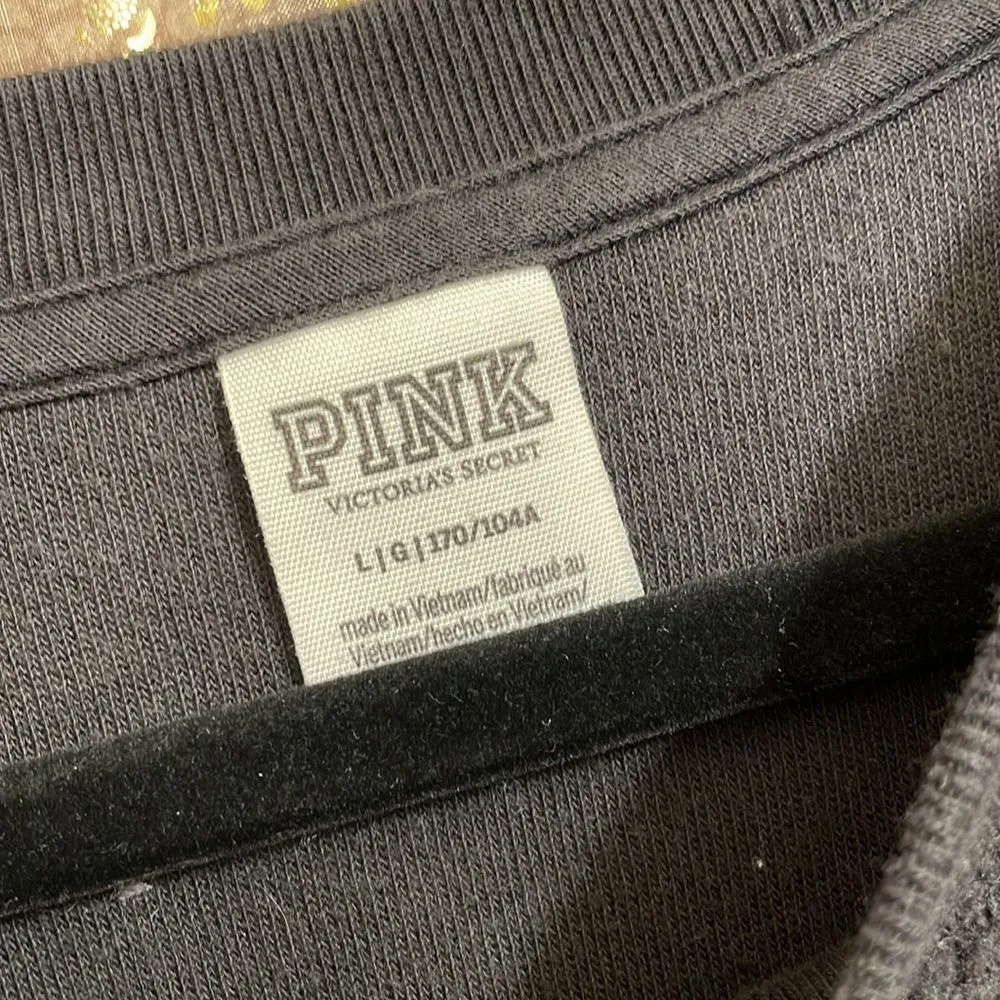 PINK
VICTORIA'S SECRET
L|G|170/104A
made in Vietnam/fabriqué au
Vietnam/hecho en Vietnam/